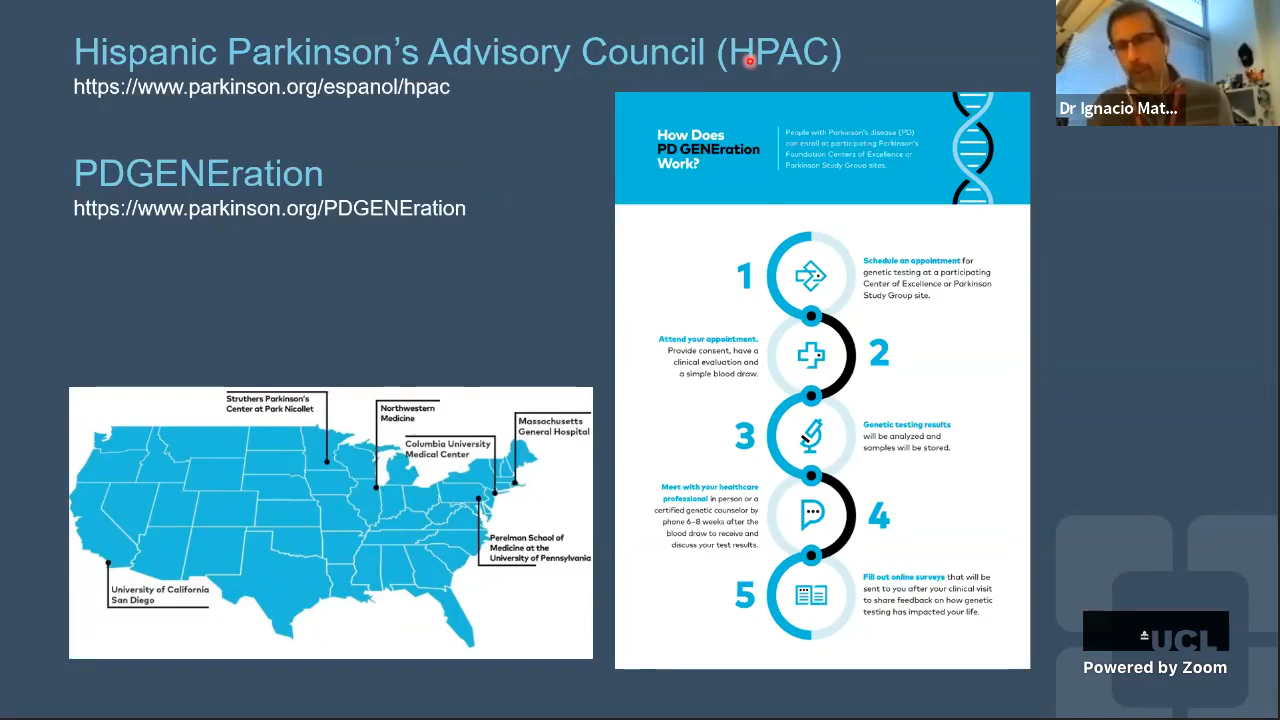 Hispanic Parkinson's Advisory Council (HPAC)
https://www.parkinson.org/espanol/hpac
PDGENEration
https://www.parkinson.org/PDGENEration
Struthers Parkinson's
Center at Park Nicollet
Northwestern
Medicine
Columbia University
Medical Center
Massachusetts
General Hospital
Perelman School of
Medicine at the
University of Pennsylvania
University of California
San Diego
How Does
PD GENEration
Work?
People with Parkinson's disease (PD)
can enroll at participating Parkinson's
Foundation Centers of Excellence or
Parkinson Study Group sites.
1
Schedule an appointment for
genetic testing at a participating
Center of Excellence or Parkinson
Study Group site.
Attend your appointment.
Provide consent, have a
clinical evaluation and
a simple blood draw.
2
3
Genetic testing results
will be analyzed and
samples will be stored.
Meet with your healthcare
professional in person or a
certified genetic counselor by
phone 6–8 weeks after the
blood draw to receive and
discuss your test results.
4
5
Fill out online surveys that will be
sent to you after your clinical visit
to share feedback on how genetic
testing has impacted your life.
Dr Ignacio Mat...
UCL
Powered by Zoom